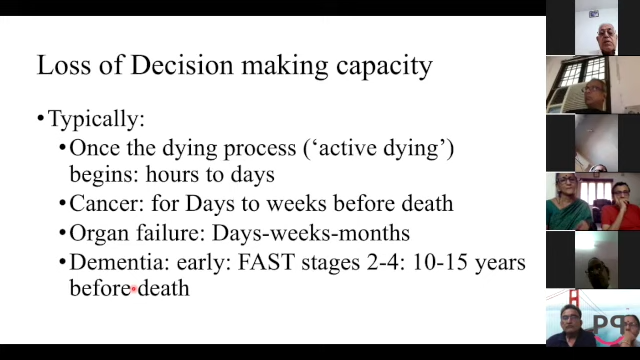 Loss of Decision making capacity
•Typically:
•Once the dying process (‘active dying’)
begins: hours to days
•Cancer: for Days to weeks before death
•Organ failure: Days-weeks-months
•Dementia: early: FAST stages 2-4: 10-15 years
before death